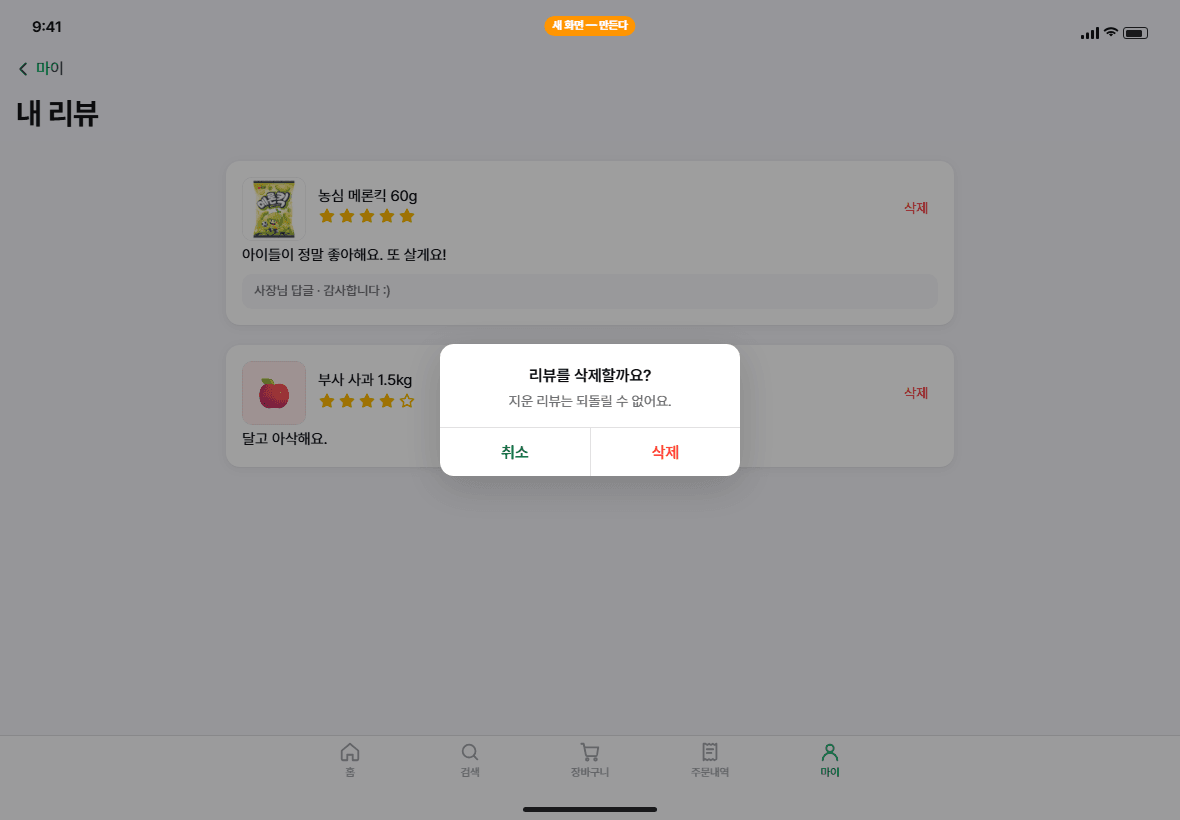 9:41
새 화면 — 만든다
마이
내 리뷰
메론킥
농심 메론킥 60g
삭제
아이들이 정말 좋아해요. 또 살게요!
사장님 답글 · 감사합니다 :)
부사 사과 1.5kg
삭제
달고 아삭해요.
리뷰를 삭제할까요?
지운 리뷰는 되돌릴 수 없어요.
취소
삭제
홈
검색
장바구니
주문내역
마이